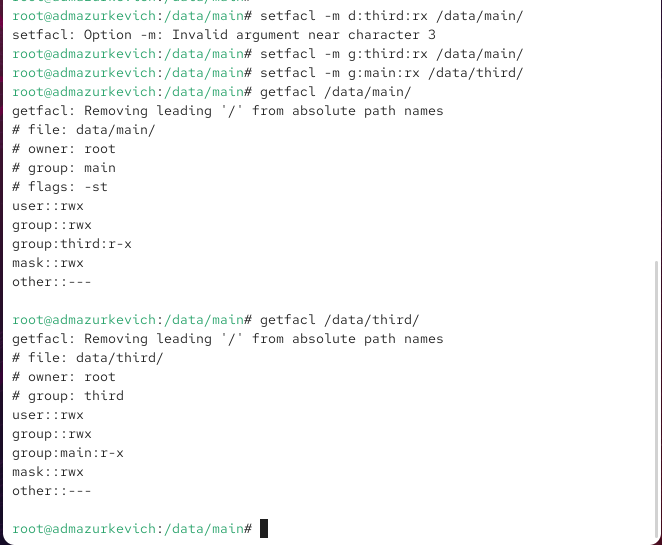 root@admazurkevich:/data/main# setfacl -m d:third:rx /data/main/
setfacl: Option -m: Invalid argument near character 3
root@admazurkevich:/data/main# setfacl -m g:third:rx /data/main/
root@admazurkevich:/data/main# setfacl -m g:main:rx /data/third/
root@admazurkevich:/data/main# getfacl /data/main/
getfacl: Removing leading '/' from absolute path names
# file: data/main/
# owner: root
# group: main
# flags: -st
user::rwx
group::rwx
group:third:r-x
mask::rwx
other::---
root@admazurkevich:/data/main# getfacl /data/third/
getfacl: Removing leading '/' from absolute path names
# file: data/third/
# owner: root
# group: third
user::rwx
group::rwx
group:main:r-x
mask::rwx
other::---
root@admazurkevich:/data/main#